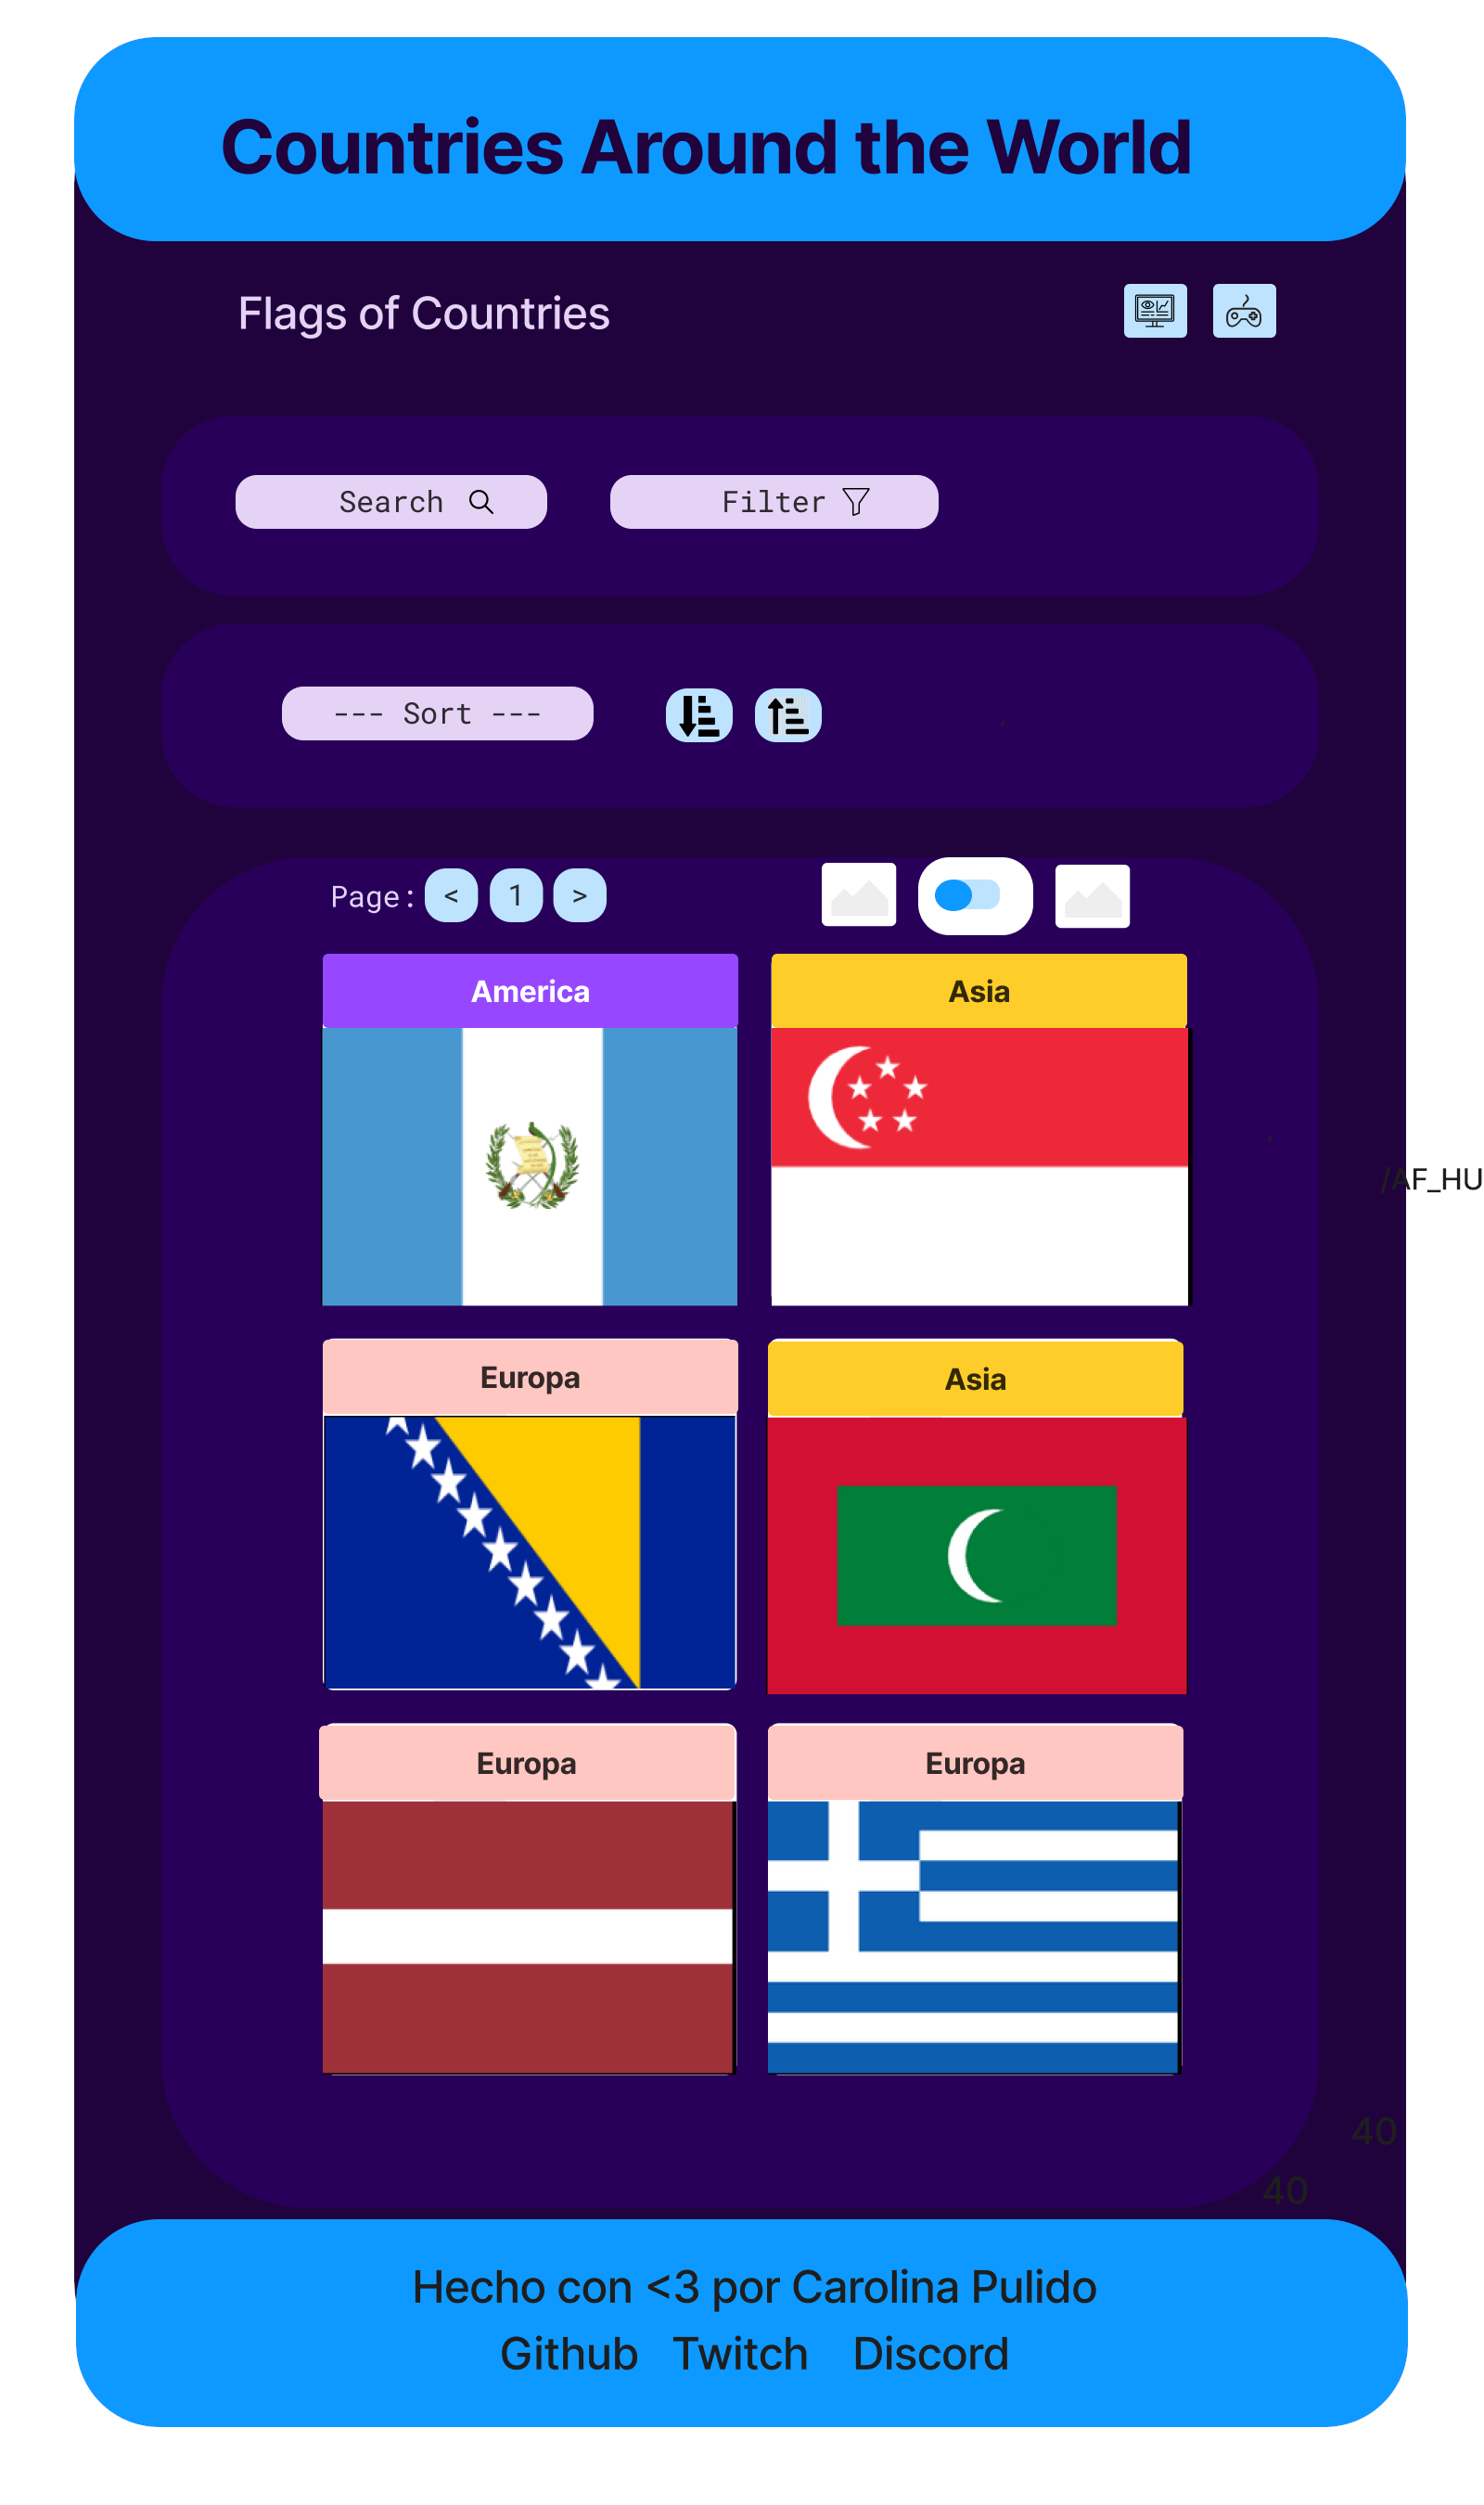 Countries Around the World
Flags of Countries
Search
Filter
--- Sort ---
Page: < 1 >
America
Asia
/AF_HU
Europa
Asia
Europa
Europa
40
40
Hecho con <3 por Carolina Pulido
Github Twitch Discord